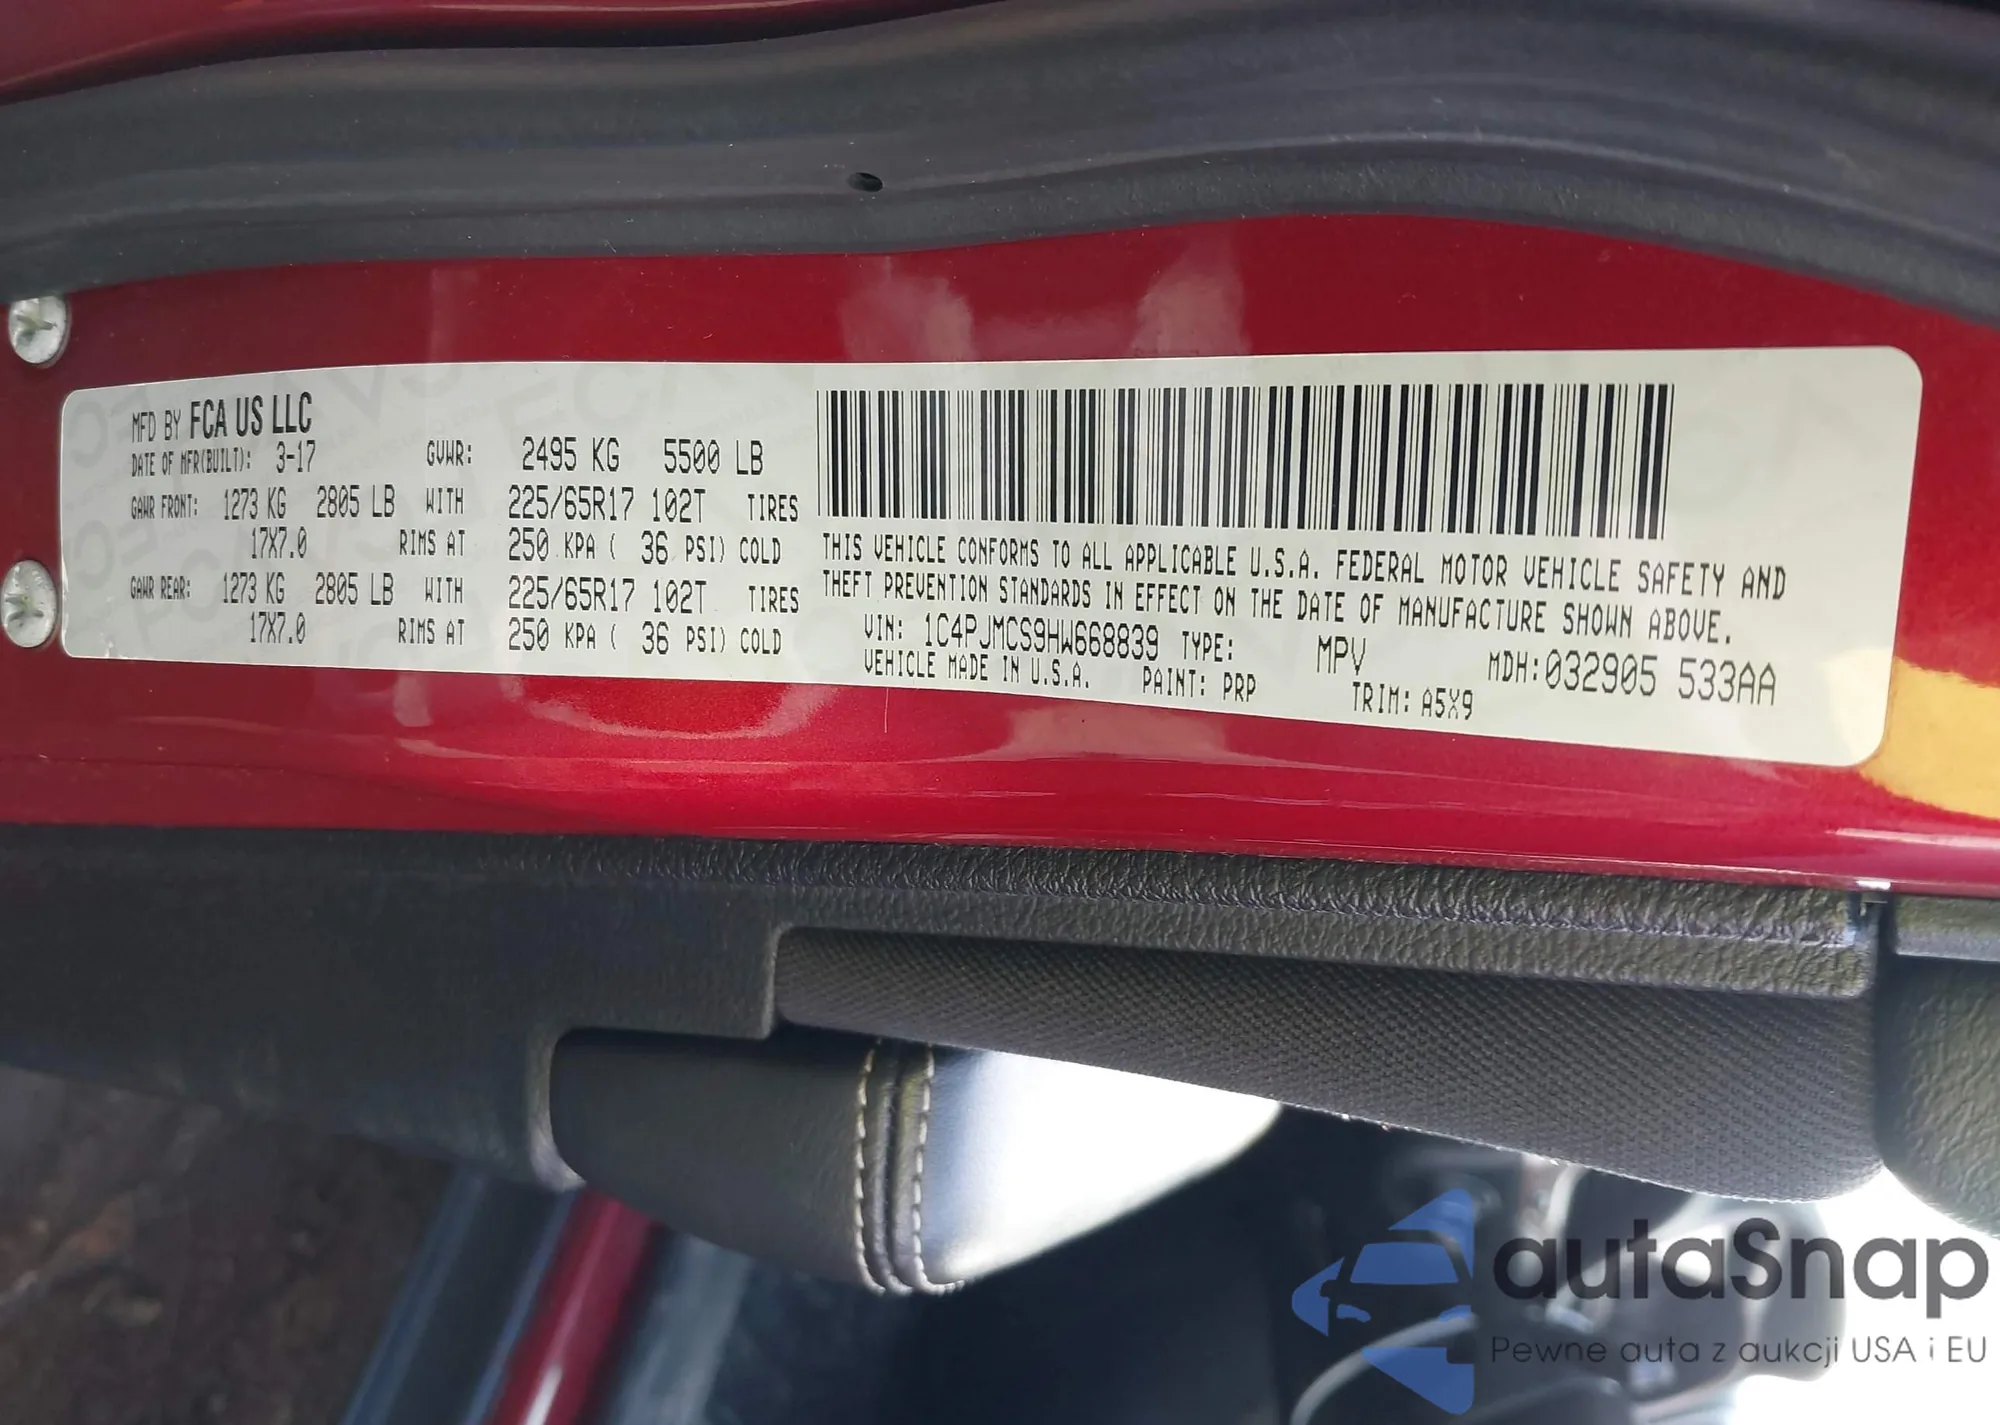 MFD BY FCA US LLC
DATE OF MFR(BUILT): 3-17 GVWR: 2495 KG 5500 LB
GAWR FRONT: 1273 KG 2805 LB WITH 225/65R17 102T TIRES
17X7.0 RIMS AT 250 KPA ( 36 PSI) COLD
GAWR REAR: 1273 KG 2805 LB WITH 225/65R17 102T TIRES
17X7.0 RIMS AT 250 KPA ( 36 PSI) COLD
THIS VEHICLE CONFORMS TO ALL APPLICABLE U.S.A. FEDERAL MOTOR VEHICLE SAFETY AND
THEFT PREVENTION STANDARDS IN EFFECT ON THE DATE OF MANUFACTURE SHOWN ABOVE.
VIN: 1C4PJMCS9HW668839 TYPE: MPV MDH:032905 533AA
VEHICLE MADE IN U.S.A. PAINT: PRP TRIM: A5X9
autaSnap
Pewne auta z aukcji USA i EU